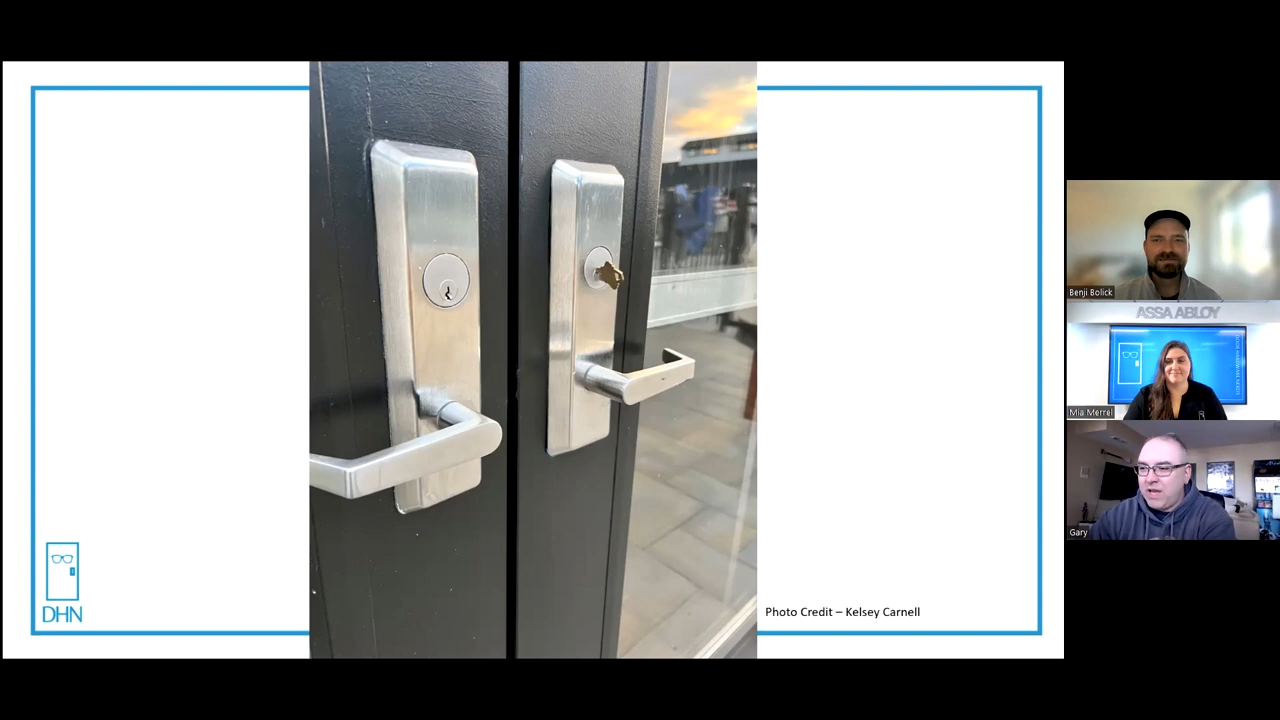 DHN
Photo Credit – Kelsey Carnell
Benji Bolick
ASSA ABLOY
Mia Merrel
Gary